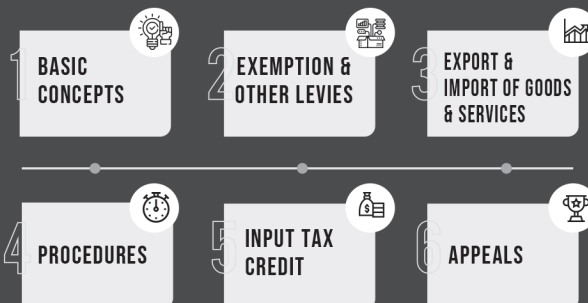 1
BASIC
CONCEPTS
2
EXEMPTION &
OTHER LEVIES
3
EXPORT &
IMPORT OF GOODS
& SERVICES
4
PROCEDURES
5
INPUT TAX
CREDIT
6
APPEALS